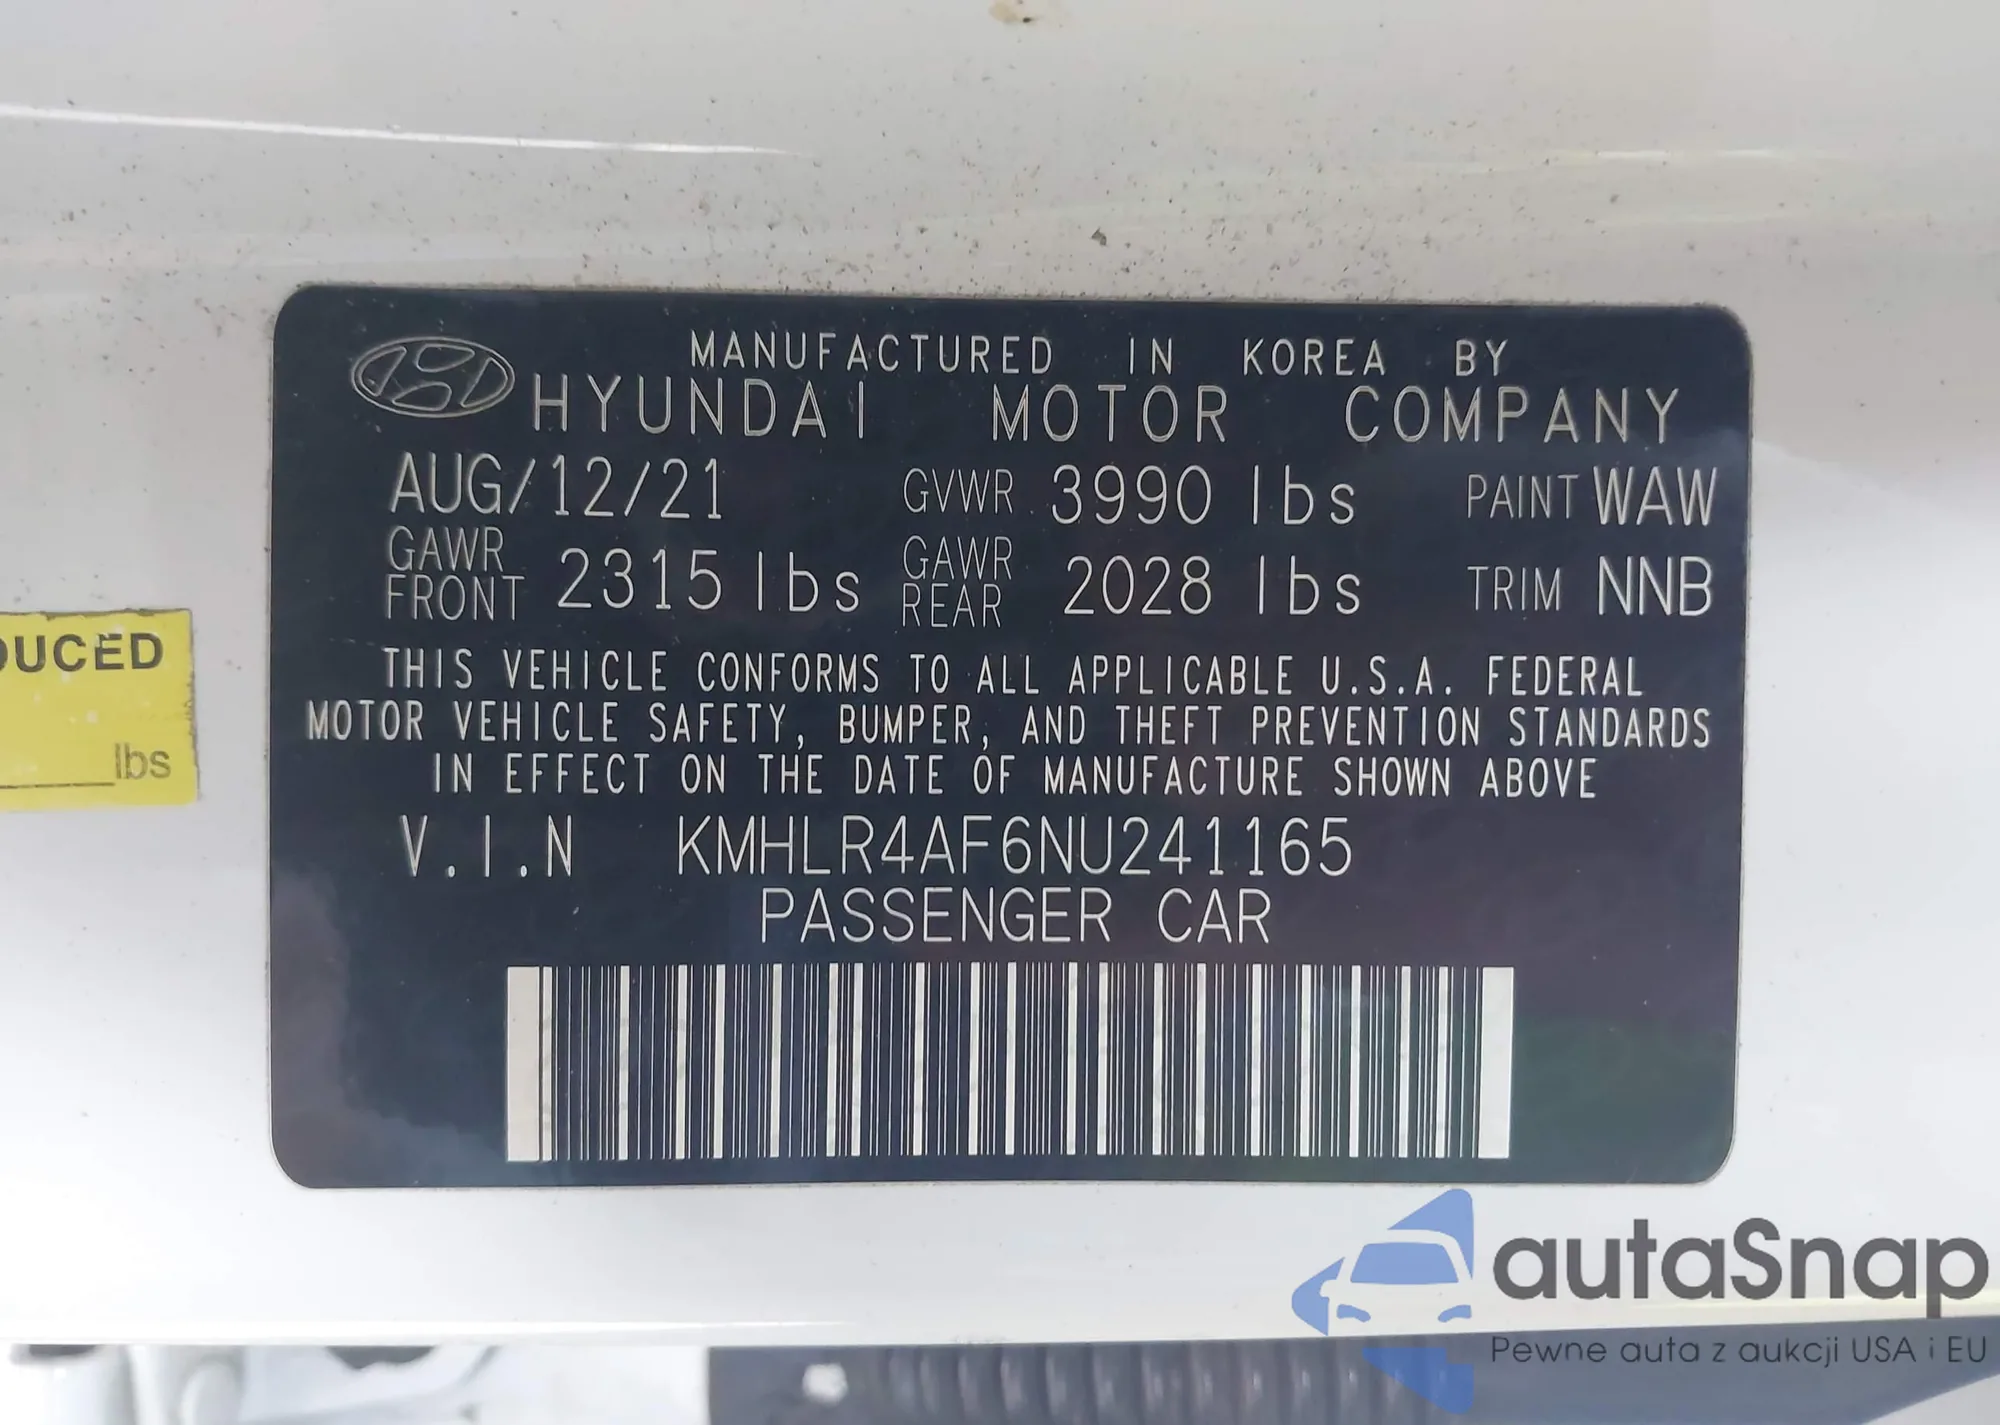 MANUFACTURED IN KOREA BY
HYUNDAI MOTOR COMPANY
AUG/12/21 GVWR 3990 lbs PAINT WAW
GAWR FRONT 2315 lbs GAWR REAR 2028 lbs TRIM NNB
THIS VEHICLE CONFORMS TO ALL APPLICABLE U.S.A. FEDERAL
MOTOR VEHICLE SAFETY, BUMPER, AND THEFT PREVENTION STANDARDS
IN EFFECT ON THE DATE OF MANUFACTURE SHOWN ABOVE
V.I.N KMHLR4AF6NU241165
PASSENGER CAR
DUCED
lbs
autaSnap
Pewne auta z aukcji USA i EU